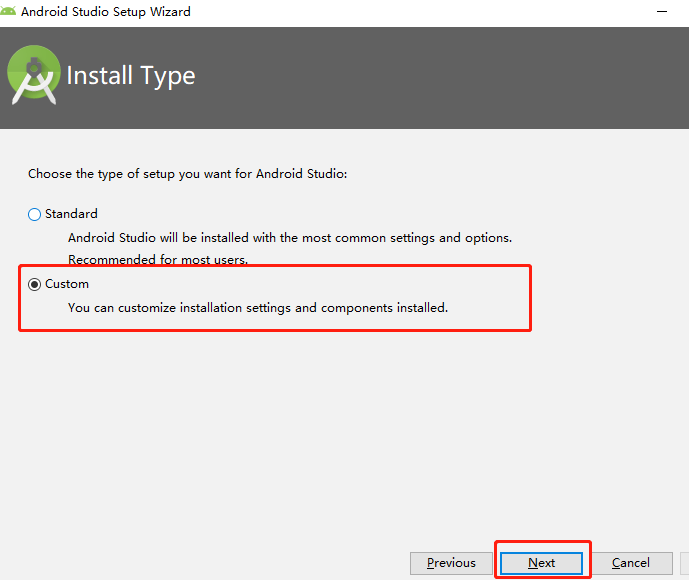 Android Studio Setup Wizard
Install Type
Choose the type of setup you want for Android Studio:
Standard
Android Studio will be installed with the most common settings and options.
Recommended for most users.
Custom
You can customize installation settings and components installed.
Previous Next Cancel